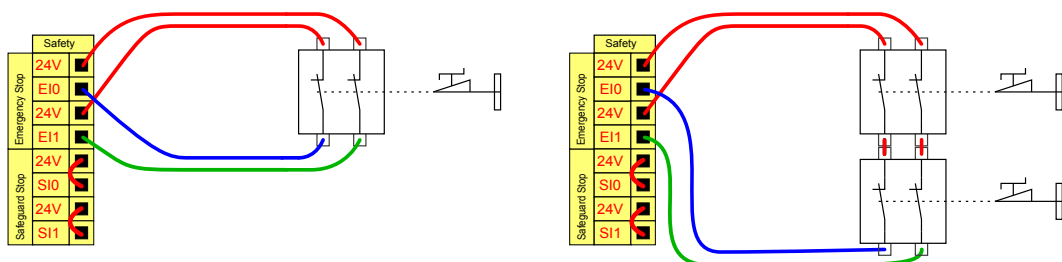 Safety
Emergency Stop
24V
EI0
24V
EI1
Safeguard Stop
24V
SI0
24V
SI1
Safety
Emergency Stop
24V
EI0
24V
EI1
Safeguard Stop
24V
SI0
24V
SI1